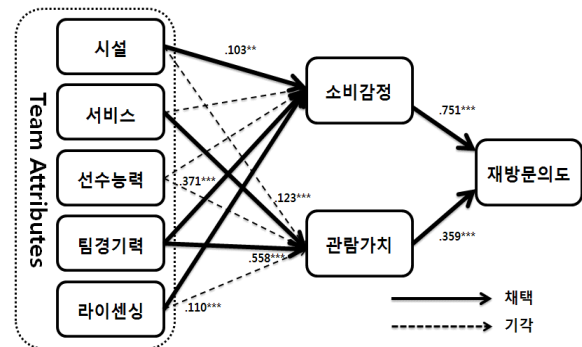 Team Attributes
시설
서비스
선수능력
팀경기력
라이센싱
.103**
.371***
.123***
.558***
.110***
소비감정
관람가치
.751***
.359***
재방문의도
채택
기각